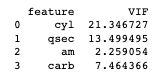 feature VIF
0 cyl 21.346727
1 qsec 13.499495
2 am 2.259054
3 carb 7.464366